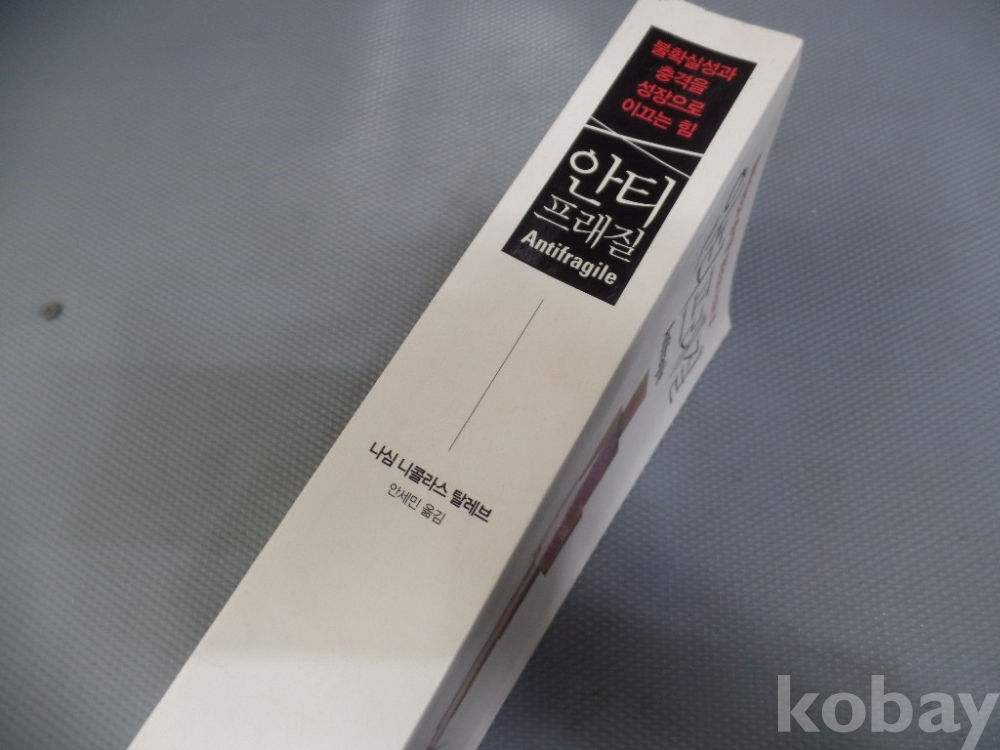 불확실성과
충격을
성장으로
이끄는 힘
안티
프래질
Antifragile
나심 니콜라스 탈레브
안세민 옮김
kobay